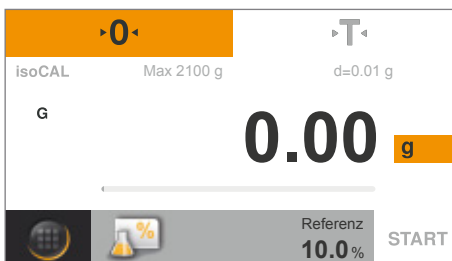 ▸0◂ ▸T◂
isoCAL Max 2100 g d=0.01 g
G
0.00 g
% Referenz
10.0 % START